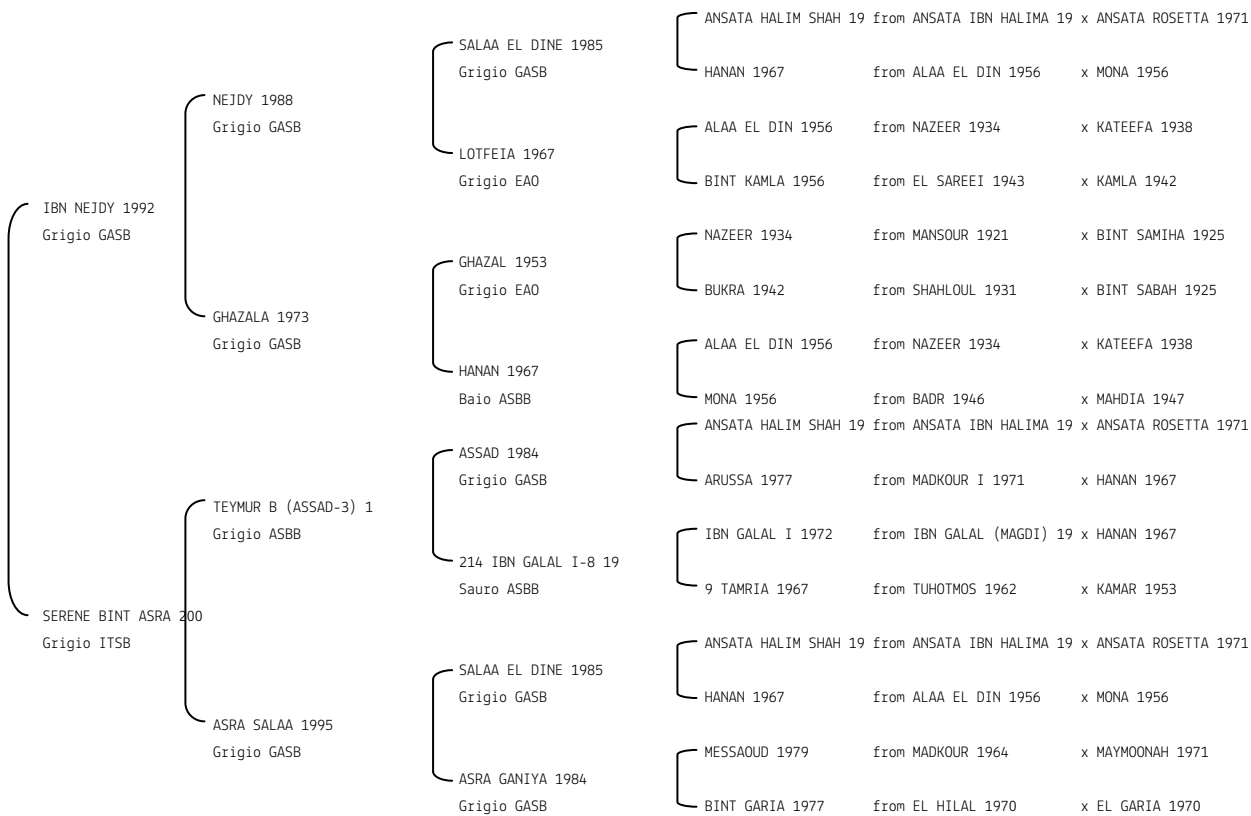 ANSATA HALIM SHAH 19 from ANSATA IBN HALIMA 19 x ANSATA ROSETTA 1971
SALAA EL DINE 1985
Grigio GASB
HANAN 1967 from ALAA EL DIN 1956 x MONA 1956
NEJDY 1988
Grigio GASB
ALAA EL DIN 1956 from NAZEER 1934 x KATEEFA 1938
LOTFEIA 1967
Grigio EAO
BINT KAMLA 1956 from EL SAREEI 1943 x KAMLA 1942
IBN NEJDY 1992
Grigio GASB
NAZEER 1934 from MANSOUR 1921 x BINT SAMIHA 1925
GHAZAL 1953
Grigio EAO
BUKRA 1942 from SHAHLOUL 1931 x BINT SABAH 1925
GHAZALA 1973
Grigio GASB
ALAA EL DIN 1956 from NAZEER 1934 x KATEEFA 1938
HANAN 1967
Baio ASBB
MONA 1956 from BADR 1946 x MAHDIA 1947
ANSATA HALIM SHAH 19 from ANSATA IBN HALIMA 19 x ANSATA ROSETTA 1971
ASSAD 1984
Grigio GASB
ARUSSA 1977 from MADKOUR I 1971 x HANAN 1967
TEYMUR B (ASSAD-3) 1
Grigio ASBB
IBN GALAL I 1972 from IBN GALAL (MAGDI) 19 x HANAN 1967
214 IBN GALAL I-8 19
Sauro ASBB
9 TAMRIA 1967 from TUHOTMOS 1962 x KAMAR 1953
SERENE BINT ASRA 200
Grigio ITSB
ANSATA HALIM SHAH 19 from ANSATA IBN HALIMA 19 x ANSATA ROSETTA 1971
SALAA EL DINE 1985
Grigio GASB
HANAN 1967 from ALAA EL DIN 1956 x MONA 1956
ASRA SALAA 1995
Grigio GASB
MESSAOUD 1979 from MADKOUR 1964 x MAYMOONAH 1971
ASRA GANIYA 1984
Grigio GASB
BINT GARIA 1977 from EL HILAL 1970 x EL GARIA 1970